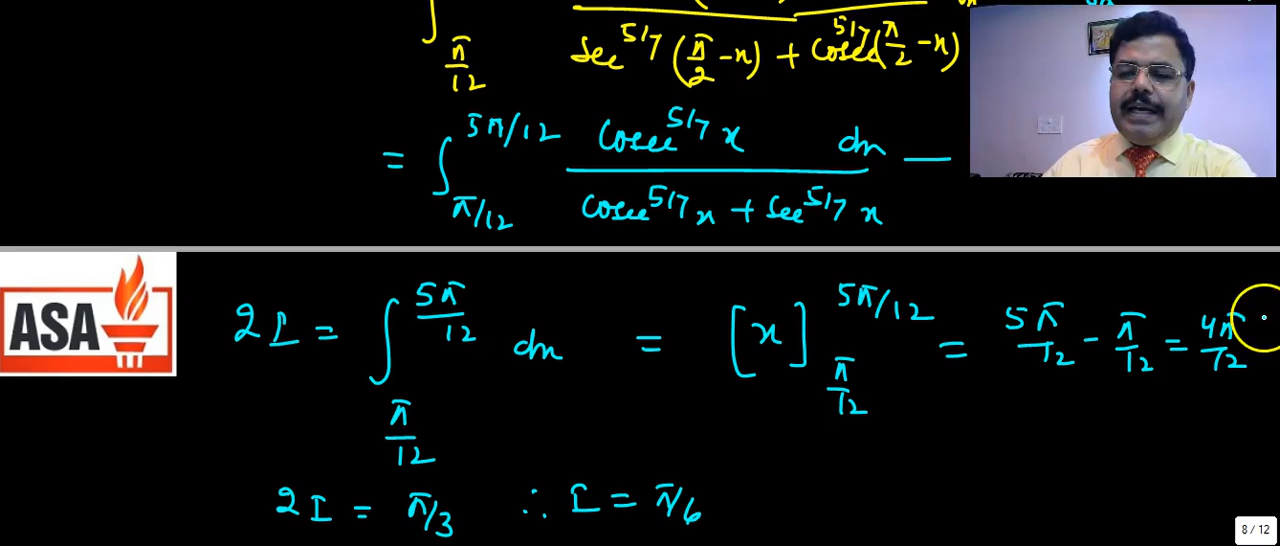 ∫ π/12 sec^5/7 (π/2 - x) + cosec^5/7 (π/2 - x)
= ∫ π/12 5π/12 cosec^5/7 x / cosec^5/7 x + sec^5/7 x dx —
ASA
2I = ∫ π/12 5π/12 dx = [x] π/12 5π/12 = 5π/12 - π/12 = 4π/12
2I = π/3 ∴ I = π/6
8 / 12